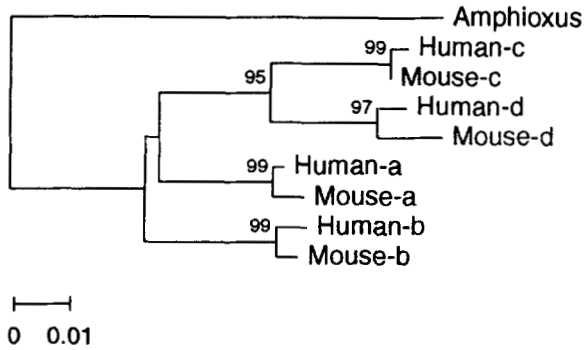 Amphioxus
99 Human-c
Mouse-c
95
97 Human-d
Mouse-d
99 Human-a
Mouse-a
99 Human-b
Mouse-b
0 0.01